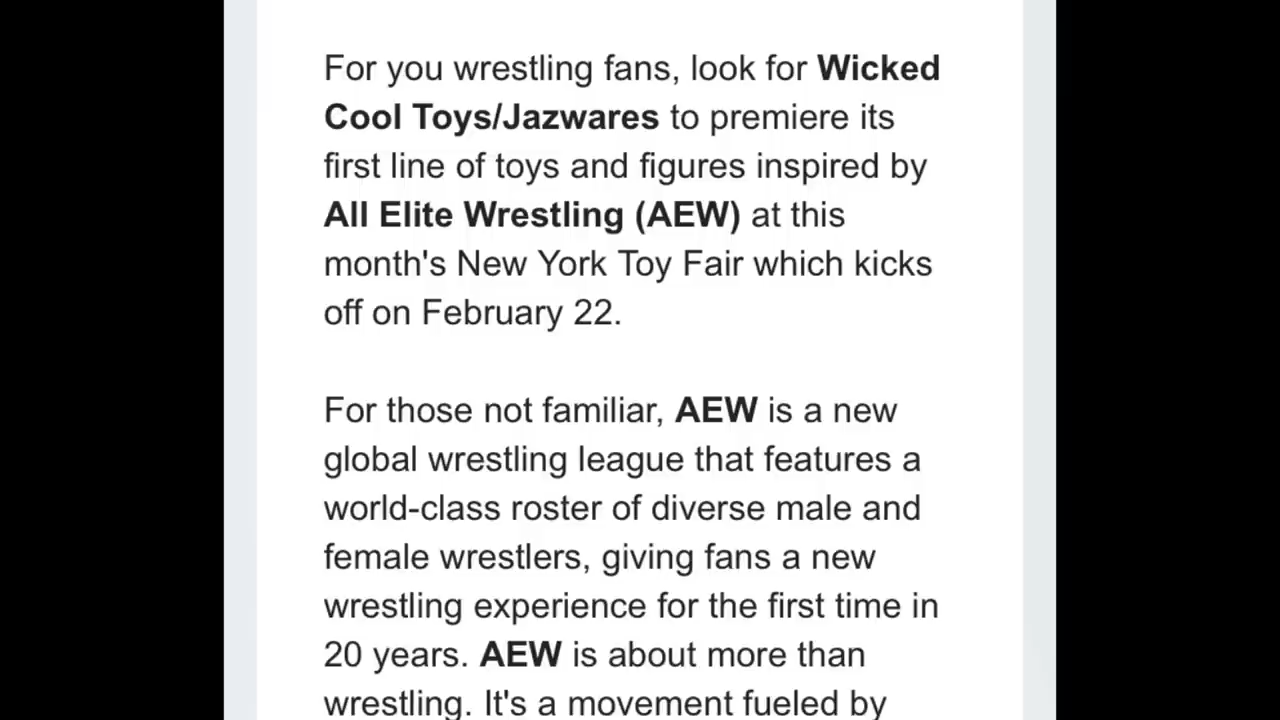 For you wrestling fans, look for Wicked
Cool Toys/Jazwares to premiere its
first line of toys and figures inspired by
All Elite Wrestling (AEW) at this
month's New York Toy Fair which kicks
off on February 22.
For those not familiar, AEW is a new
global wrestling league that features a
world-class roster of diverse male and
female wrestlers, giving fans a new
wrestling experience for the first time in
20 years. AEW is about more than
wrestling. It's a movement fueled by